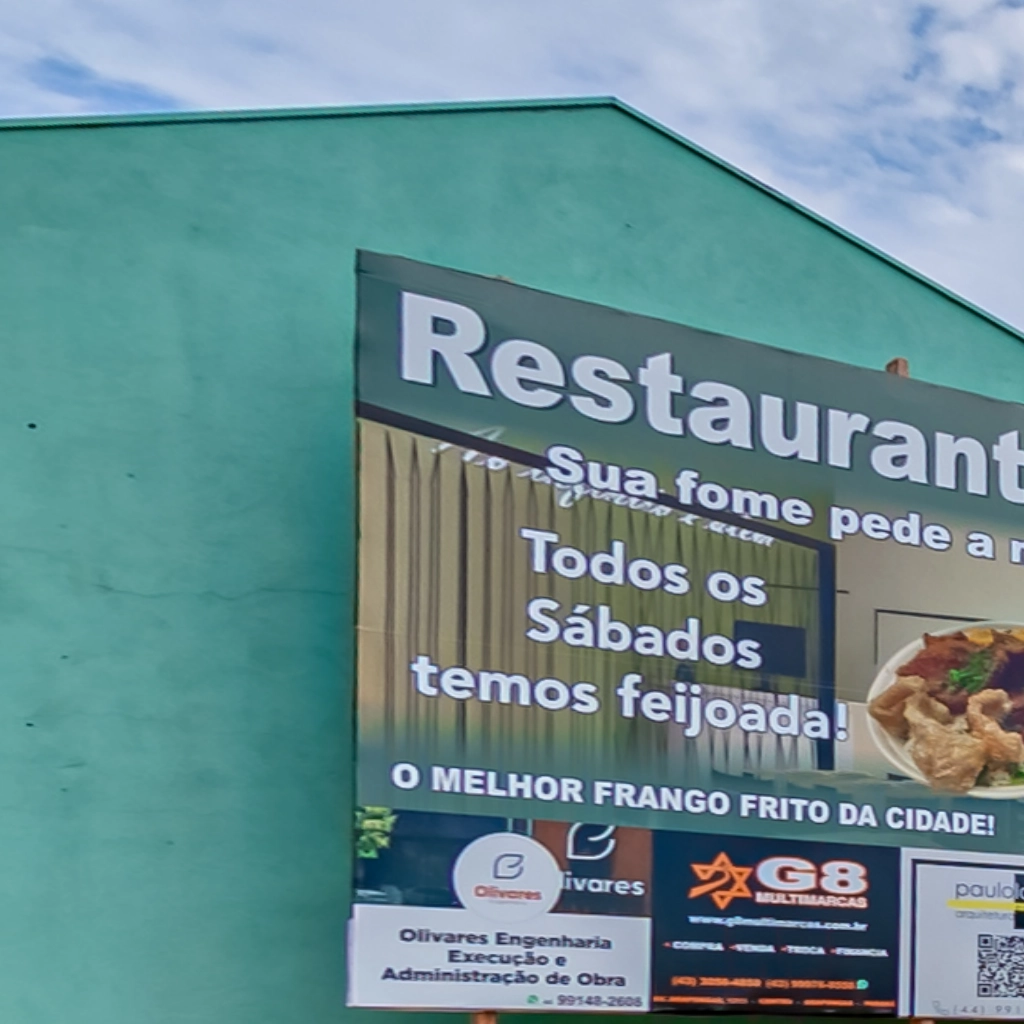 Restaurant
Sua fome pede a
Todos os
Sábados
temos feijoada!
O MELHOR FRANGO FRITO DA CIDADE!
Olivares
livares
Olivares Engenharia
Execução e
Administração de Obra
99148-2608
G8
MULTIMARCAS
www.g8multimarcas.com.br
COMPRA VENDA TROCA FINANCIA
paulo
arquitetura